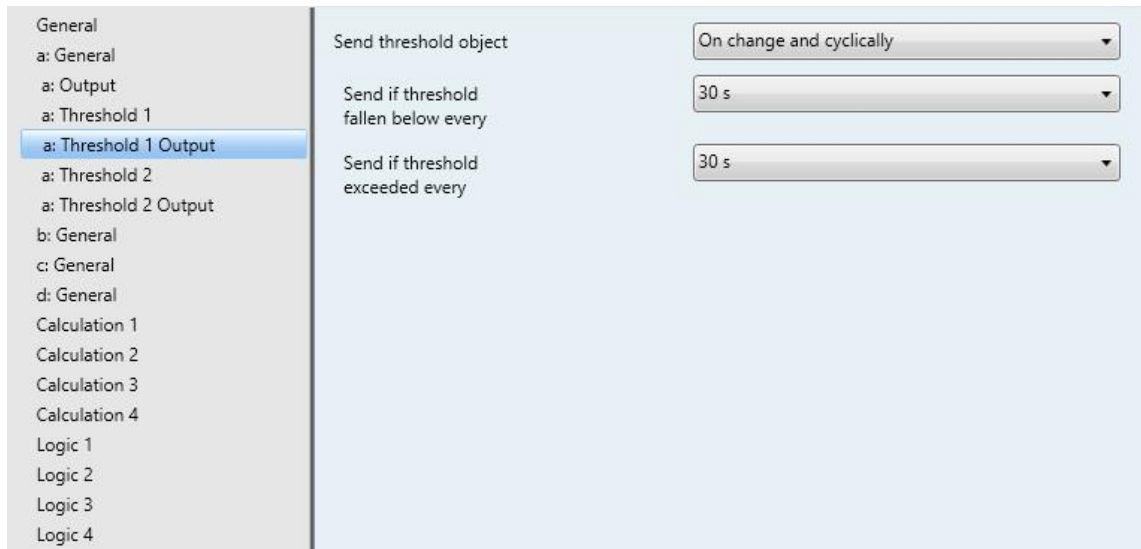 General
a: General
a: Output
a: Threshold 1
a: Threshold 1 Output
a: Threshold 2
a: Threshold 2 Output
b: General
c: General
d: General
Calculation 1
Calculation 2
Calculation 3
Calculation 4
Logic 1
Logic 2
Logic 3
Logic 4
Send threshold object
On change and cyclically
Send if threshold
fallen below every
30 s
Send if threshold
exceeded every
30 s